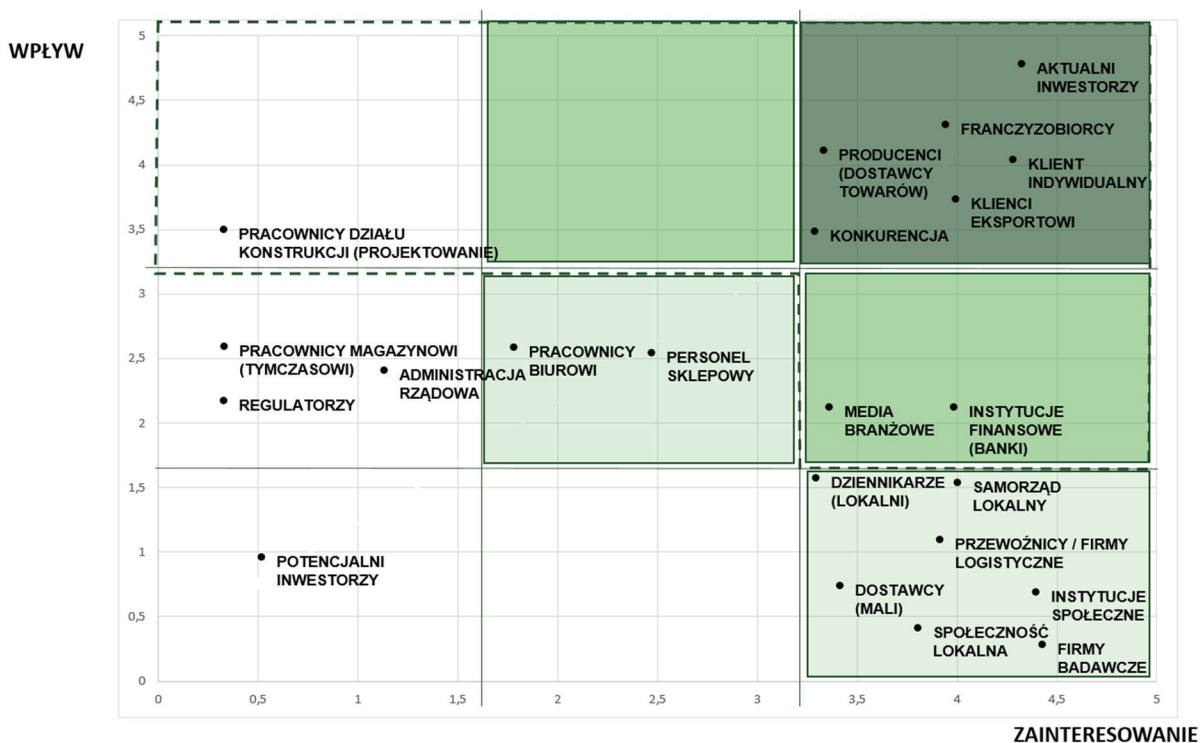 WPŁYW
5
4,5
4
3,5
3
2,5
2
1,5
1
0,5
0
AKTUALNI
INWESTORZY
FRANCZYZOBIORCY
PRODUCENCI
(DOSTAWCY
TOWARÓW)
KLIENT
INDYWIDUALNY
KLIENCI
EKSPORTOWI
KONKURENCJA
PRACOWNICY DZIAŁU
KONSTRUKCJI (PROJEKTOWANIE)
PRACOWNICY MAGAZYNOWI
(TYMCZASOWI)
ADMINISTRACJA
RZĄDOWA
REGULATORZY
PRACOWNICY
BIUROWI
PERSONEL
SKLEPOWY
MEDIA
BRANŻOWE
INSTYTUCJE
FINANSOWE
(BANKI)
DZIENNIKARZE
(LOKALNI)
SAMORZĄD
LOKALNY
PRZEWOŹNICY / FIRMY
LOGISTYCZNE
POTENCJALNI
INWESTORZY
DOSTAWCY
(MALI)
INSTYTUCJE
SPOŁECZNE
SPOŁECZNOŚĆ
LOKALNA
FIRMY
BADAWCZE
0 0,5 1 1,5 2 2,5 3 3,5 4 4,5 5
ZAINTERESOWANIE